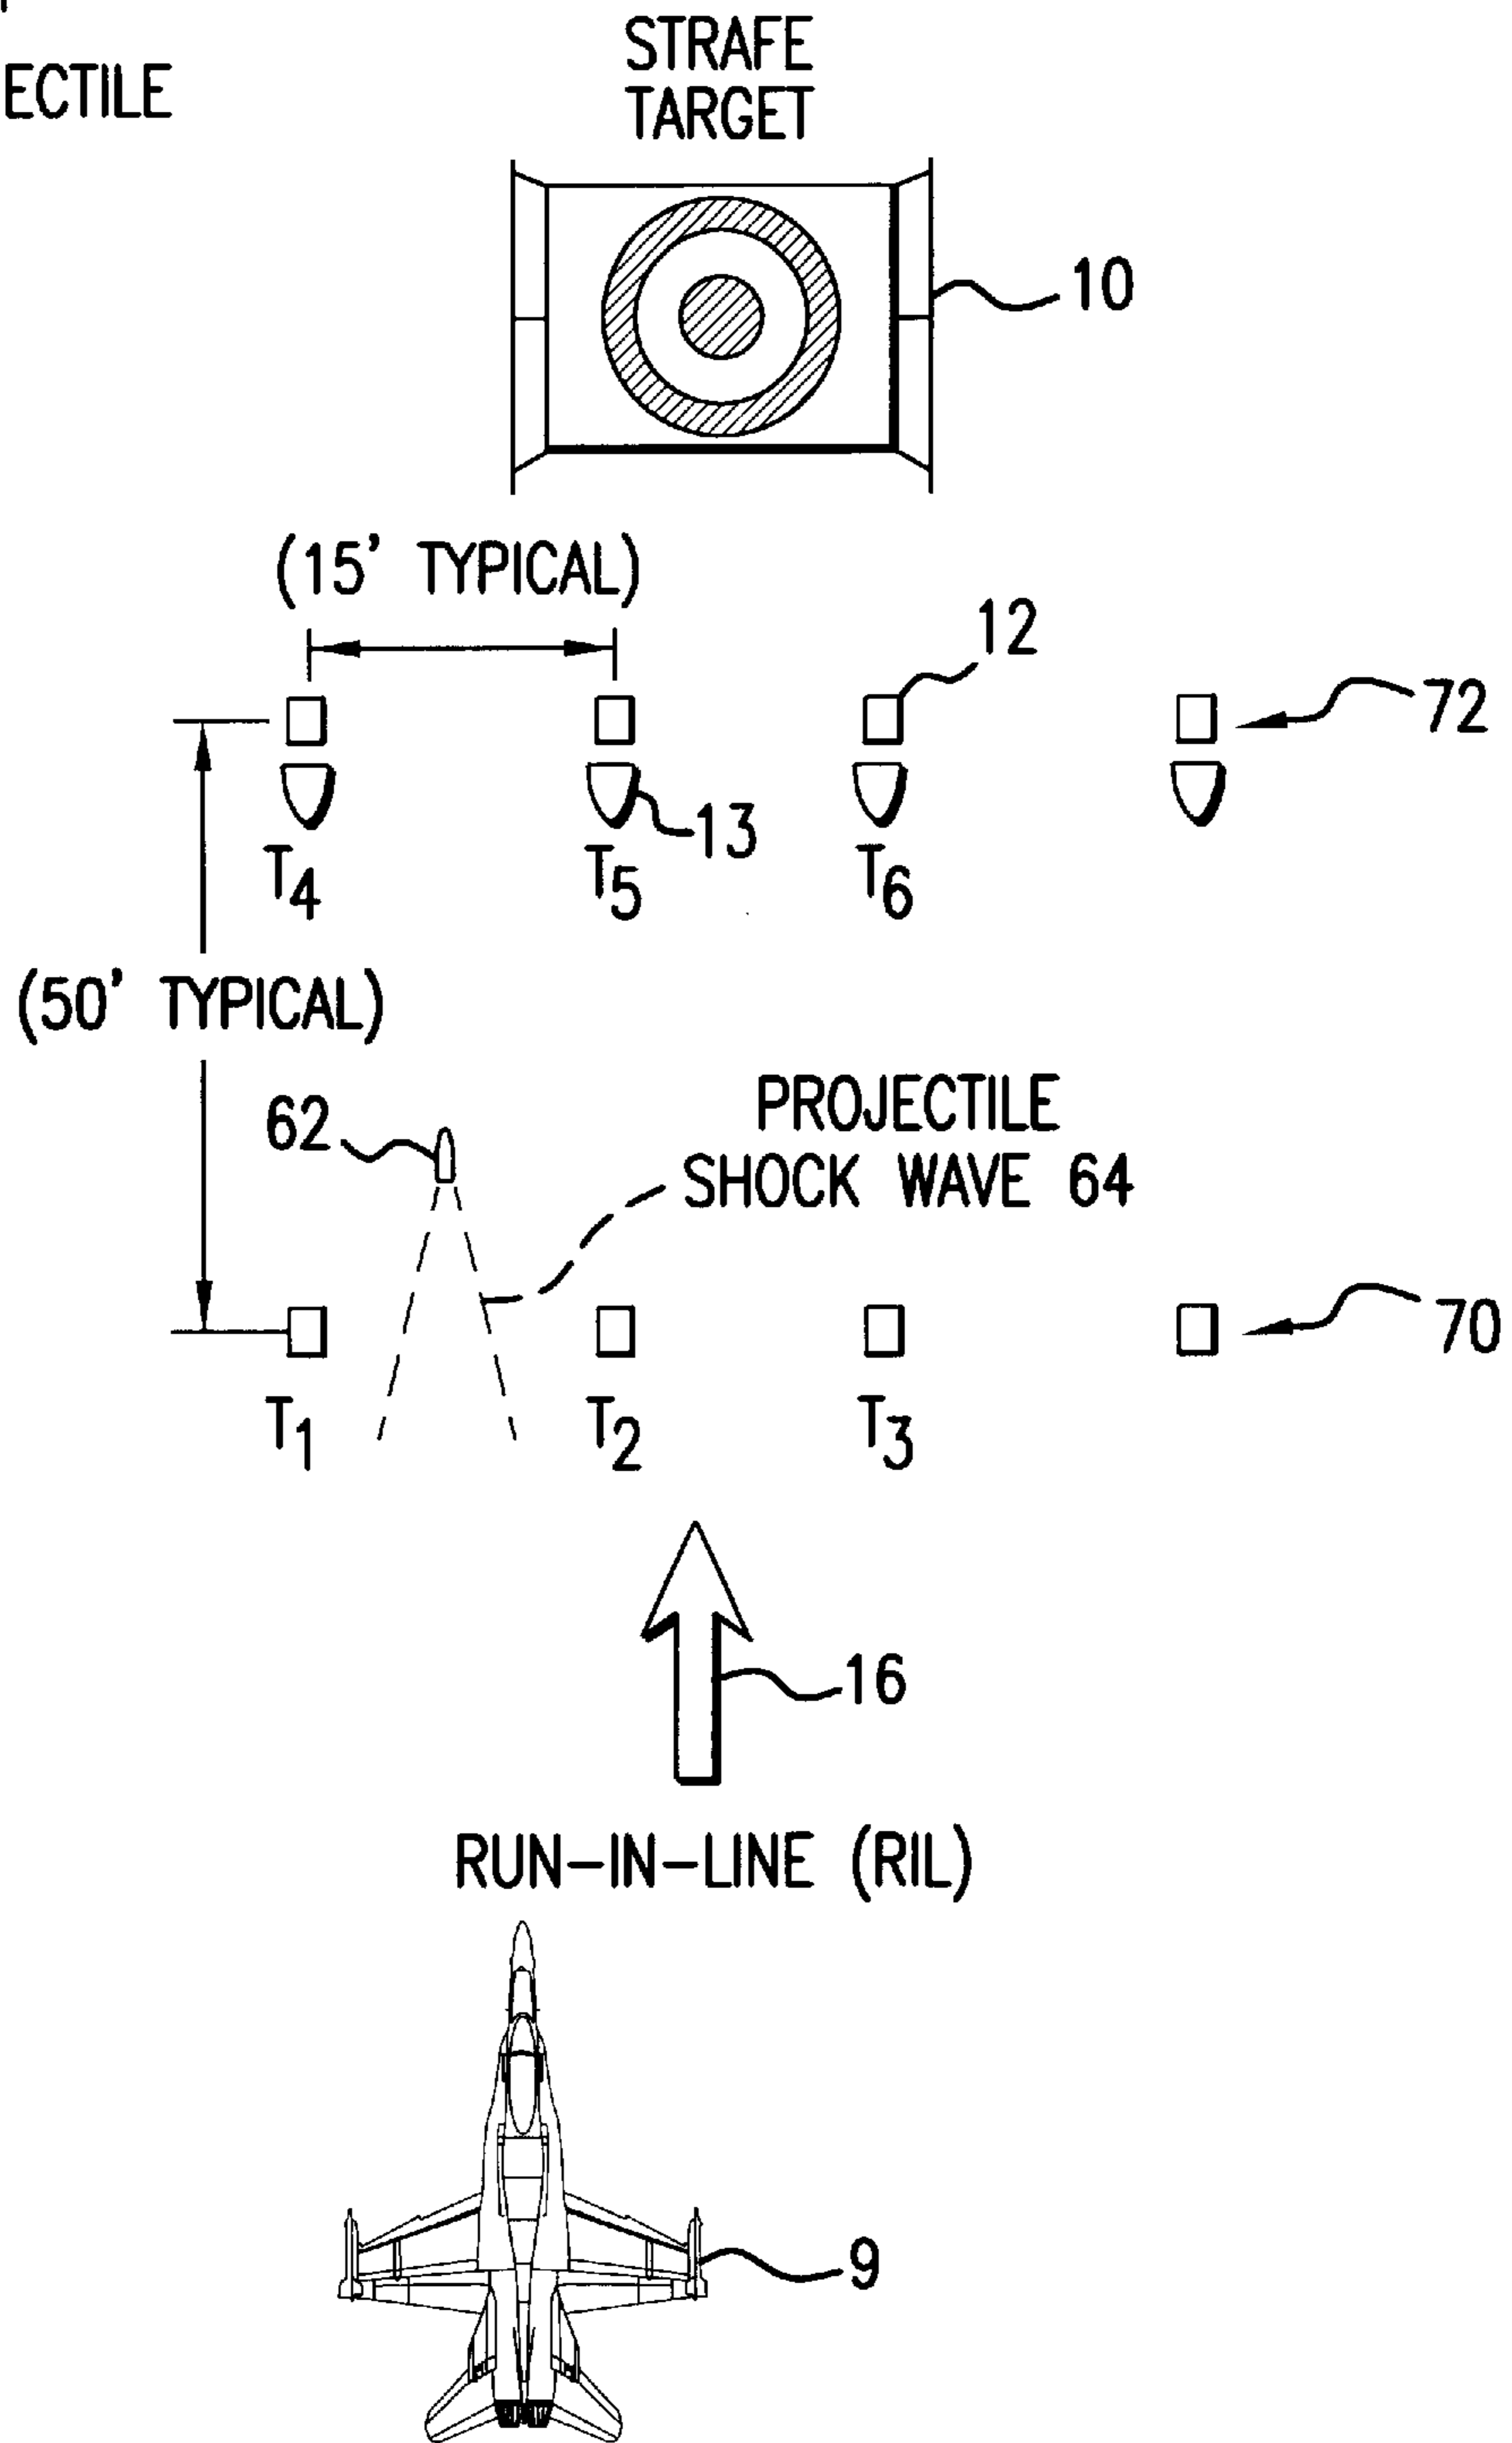 ECTILE
STRAFE
TARGET
10
(15' TYPICAL)
12
72
13
T4
T5
T6
(50' TYPICAL)
62
PROJECTILE
SHOCK WAVE 64
70
T1
T2
T3
16
RUN-IN-LINE (RIL)
9